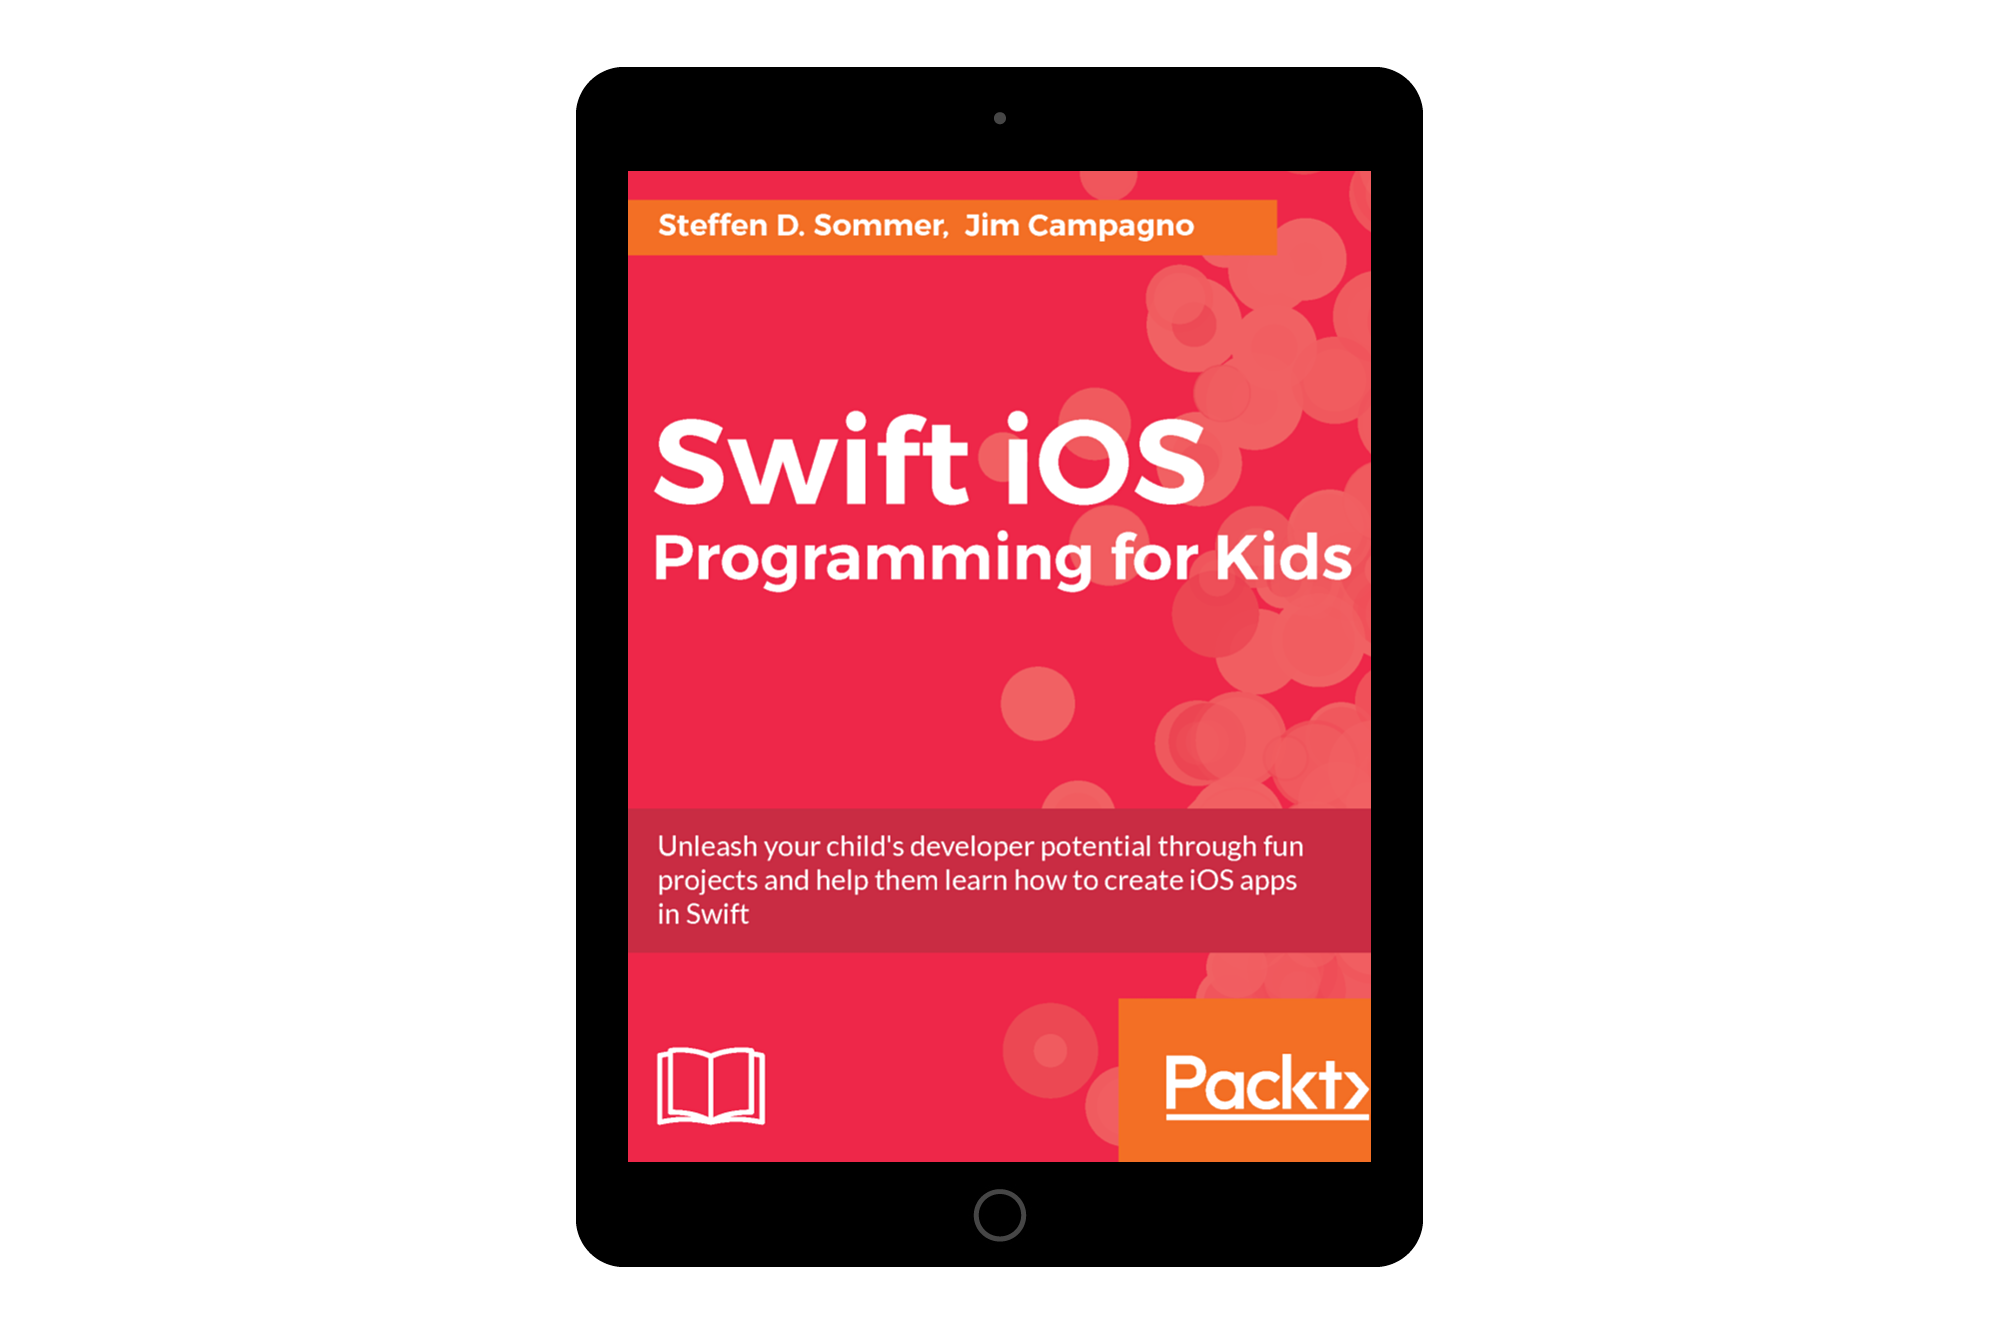 Steffen D. Sommer, Jim Campagno
Swift iOS
Programming for Kids
Unleash your child's developer potential through fun
projects and help them learn how to create iOS apps
in Swift
Packt